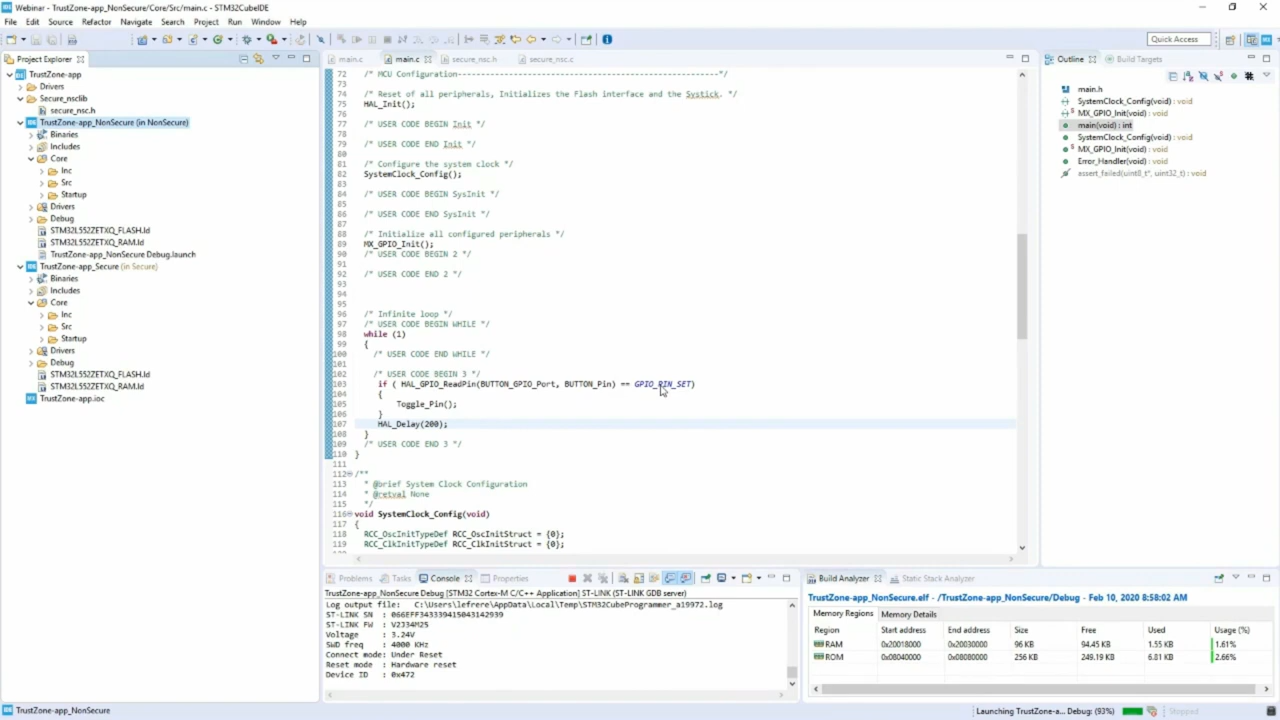 Webinar - TrustZone-app_NonSecure/Core/Src/main.c - STM32CubeIDE
File Edit Source Refactor Navigate Search Project Run Window Help
Quick Access
Project Explorer
TrustZone-app
Drivers
Secure_nsclib
secure_nsc.h
TrustZone-app_NonSecure (in NonSecure)
Binaries
Includes
Core
Inc
Src
Startup
Drivers
Debug
STM32L552ZETXQ_FLASH.ld
STM32L552ZETXQ_RAM.ld
TrustZone-app_NonSecure Debug.launch
TrustZone-app_Secure (in Secure)
Binaries
Includes
Core
Inc
Src
Startup
Drivers
Debug
STM32L552ZETXQ_FLASH.ld
STM32L552ZETXQ_RAM.ld
TrustZone-app.ioc
main.c main.c secure_nsc.h secure_nsc.c
72 /* MCU Configuration--------------------------------------------------------*/
73
74 /* Reset of all peripherals, Initializes the Flash interface and the Systick. */
75 HAL_Init();
76
77 /* USER CODE BEGIN Init */
78
79 /* USER CODE END Init */
80
81 /* Configure the system clock */
82 SystemClock_Config();
83
84 /* USER CODE BEGIN SysInit */
85
86 /* USER CODE END SysInit */
87
88 /* Initialize all configured peripherals */
89 MX_GPIO_Init();
90 /* USER CODE BEGIN 2 */
91
92 /* USER CODE END 2 */
93
94
95
96 /* Infinite loop */
97 /* USER CODE BEGIN WHILE */
98 while (1)
99 {
100 /* USER CODE END WHILE */
101
102 /* USER CODE BEGIN 3 */
103 if ( HAL_GPIO_ReadPin(BUTTON_GPIO_Port, BUTTON_Pin) == GPIO_PIN_SET)
104 {
105 Toggle_Pin();
106 }
107 HAL_Delay(200);
108 }
109 /* USER CODE END 3 */
110 }
111
112 /**
113 * @brief System Clock Configuration
114 * @retval None
115 */
116 void SystemClock_Config(void)
117 {
118 RCC_OscInitTypeDef RCC_OscInitStruct = {0};
119 RCC_ClkInitTypeDef RCC_ClkInitStruct = {0};
Outline Build Targets
main.h
SystemClock_Config(void) : void
MX_GPIO_Init(void) : void
main(void) : int
SystemClock_Config(void) : void
MX_GPIO_Init(void) : void
Error_Handler(void) : void
assert_failed(uint8_t*, uint32_t) : void
Problems Tasks Console Properties
TrustZone-app_NonSecure Debug [STM32 Cortex-M C/C++ Application] ST-LINK (ST-LINK GDB server)
Log output file: C:\Users\lefrere\AppData\Local\Temp\STM32CubeProgrammer_a19972.log
ST-LINK SN : 066EFF343339415043142939
ST-LINK FW : V2J34M25
Voltage : 3.24V
SWD freq : 4000 KHz
Connect mode: Under Reset
Reset mode : Hardware reset
Device ID : 0x472
Build Analyzer Static Stack Analyzer
TrustZone-app_NonSecure.elf - /TrustZone-app_NonSecure/Debug - Feb 10, 2020 8:58:02 AM
Memory Regions Memory Details
Region Start address End address Size Free Used Usage (%)
RAM 0x20018000 0x20030000 96 KB 94.45 KB 1.55 KB 1.61%
ROM 0x08040000 0x08080000 256 KB 249.19 KB 6.81 KB 2.66%
TrustZone-app_NonSecure
Launching TrustZone-a... Debug: (93%) Stopped